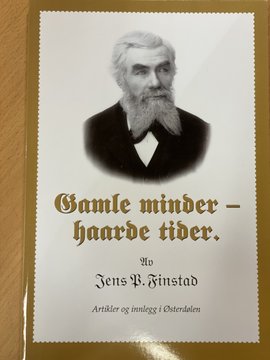 Gamle minder –
haarde tider.
Av
Jens P. Finstad
Artikler og innlegg i Østerdølen